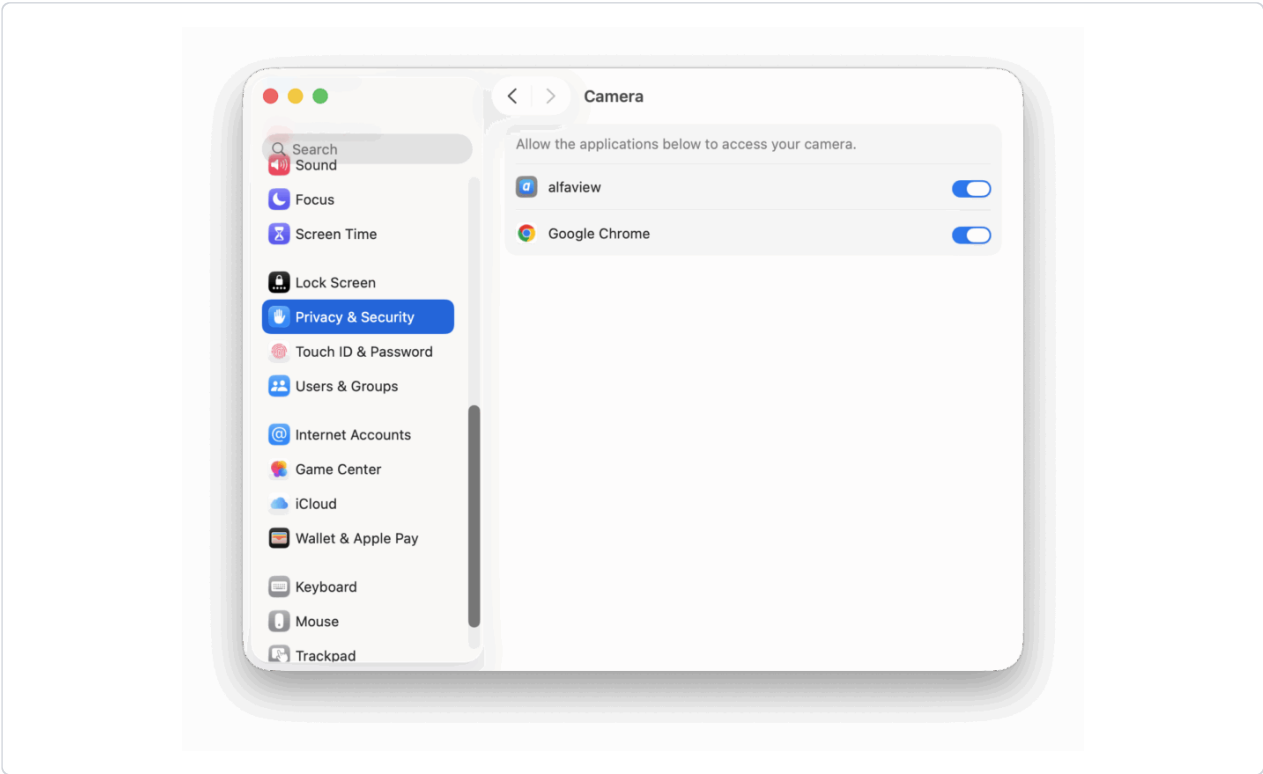 Search
Sound
Focus
Screen Time
Lock Screen
Privacy & Security
Touch ID & Password
Users & Groups
Internet Accounts
Game Center
iCloud
Wallet & Apple Pay
Keyboard
Mouse
Trackpad
Camera
Allow the applications below to access your camera.
alfaview
Google Chrome